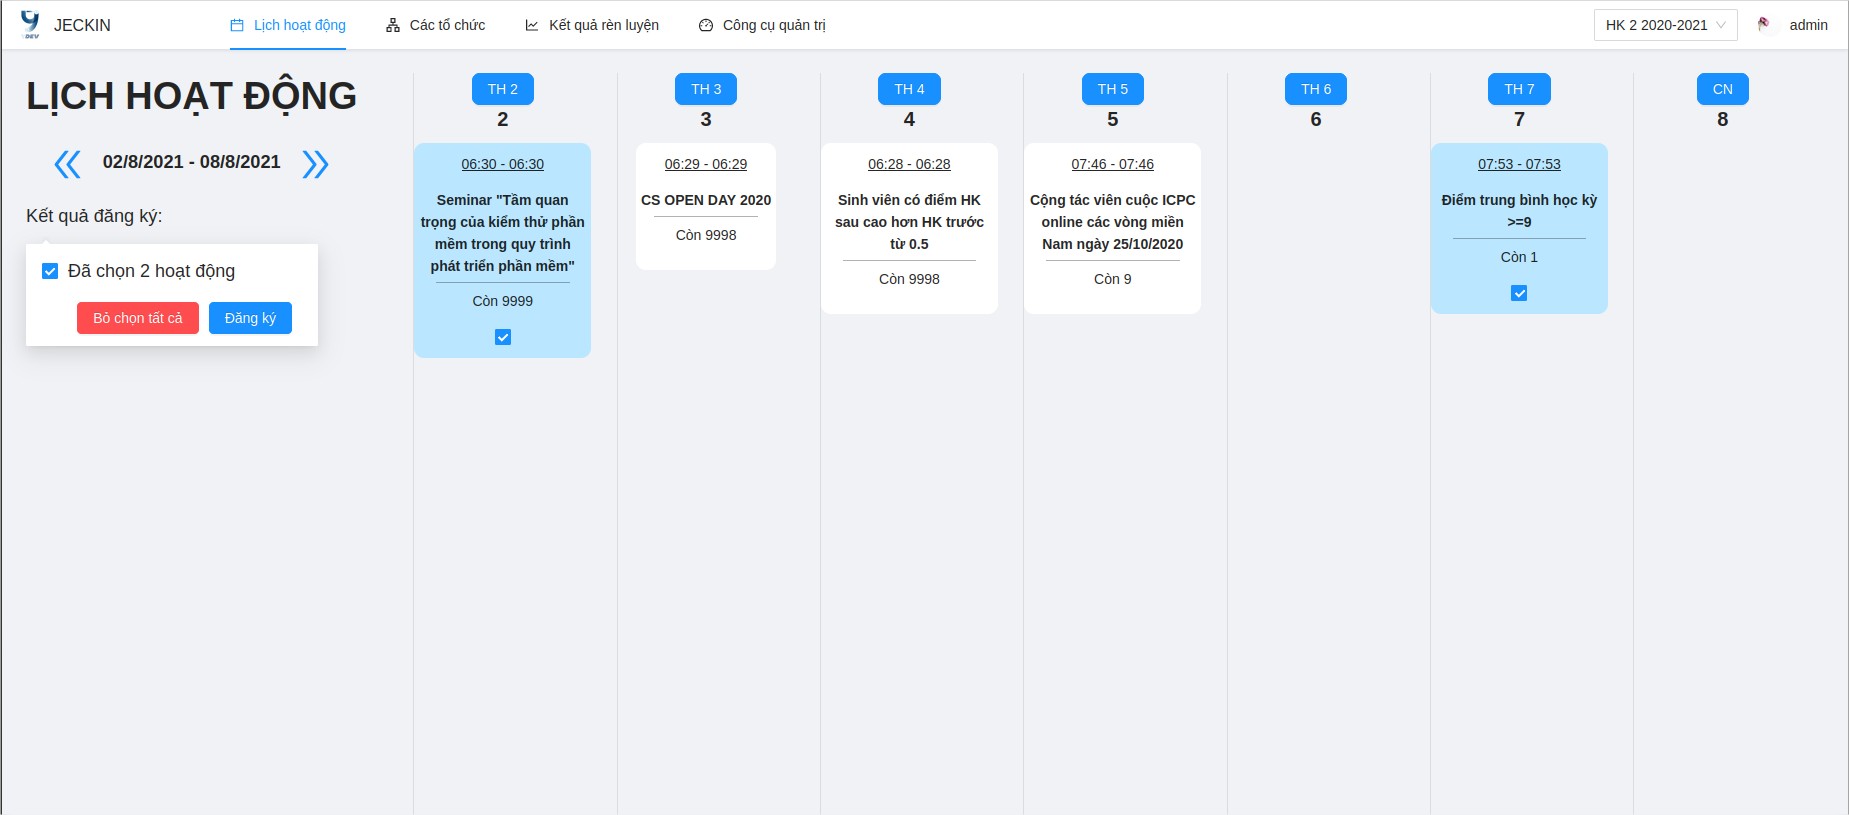 JECKIN
Lịch hoạt động
Các tổ chức
Kết quả rèn luyện
Công cụ quản trị
HK 2 2020-2021
admin
LỊCH HOẠT ĐỘNG
02/8/2021 - 08/8/2021
Kết quả đăng ký:
Đã chọn 2 hoạt động
Bỏ chọn tất cả
Đăng ký
TH 2
2
06:30 - 06:30
Seminar "Tầm quan
trọng của kiểm thử phần
mềm trong quy trình
phát triển phần mềm"
Còn 9999
TH 3
3
06:29 - 06:29
CS OPEN DAY 2020
Còn 9998
TH 4
4
06:28 - 06:28
Sinh viên có điểm HK
sau cao hơn HK trước
từ 0.5
Còn 9998
TH 5
5
07:46 - 07:46
Cộng tác viên cuộc ICPC
online các vòng miền
Nam ngày 25/10/2020
Còn 9
TH 6
6
TH 7
7
07:53 - 07:53
Điểm trung bình học kỳ
>=9
Còn 1
CN
8